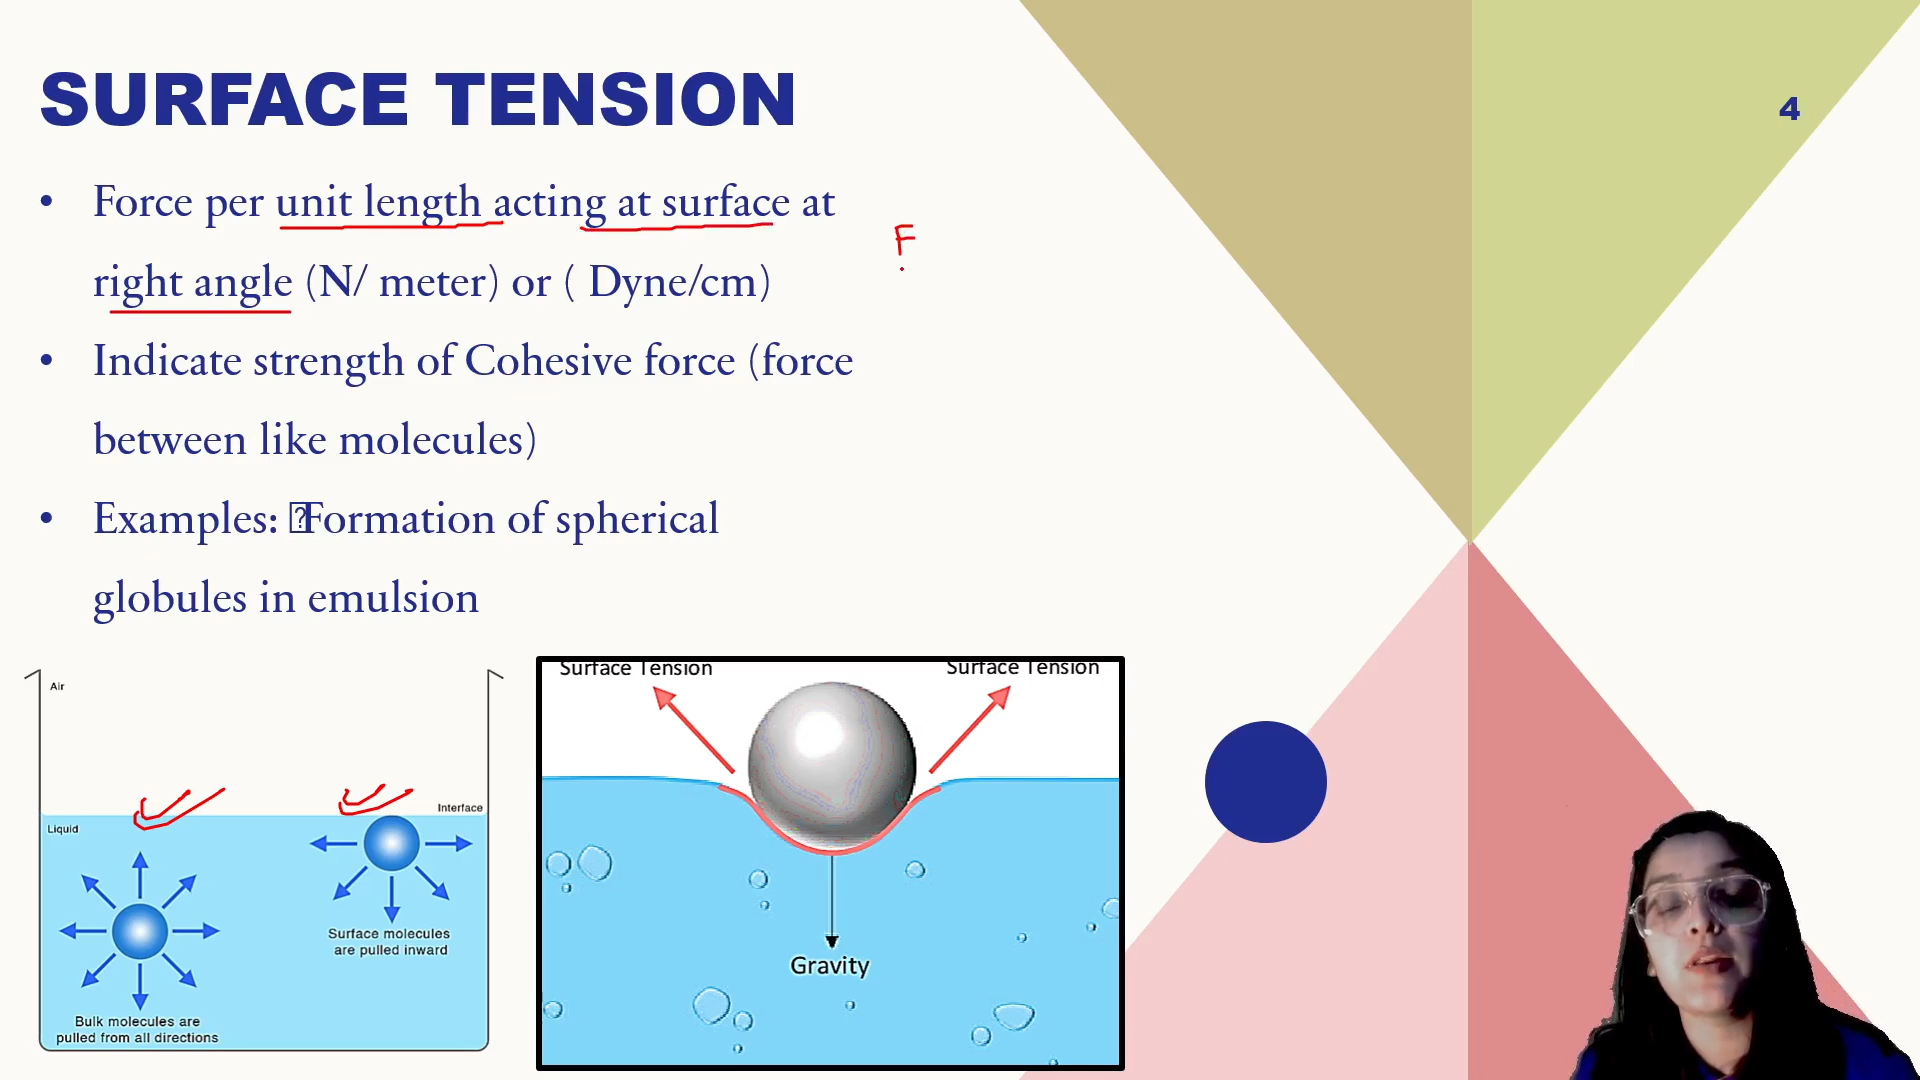 SURFACE TENSION
4
• Force per unit length acting at surface at
right angle (N/ meter) or ( Dyne/cm)
F
• Indicate strength of Cohesive force (force
between like molecules)
• Examples: Formation of spherical
globules in emulsion
Air
Interface
Liquid
Surface molecules
are pulled inward
Bulk molecules are
pulled from all directions
Surface Tension
Surface Tension
Gravity